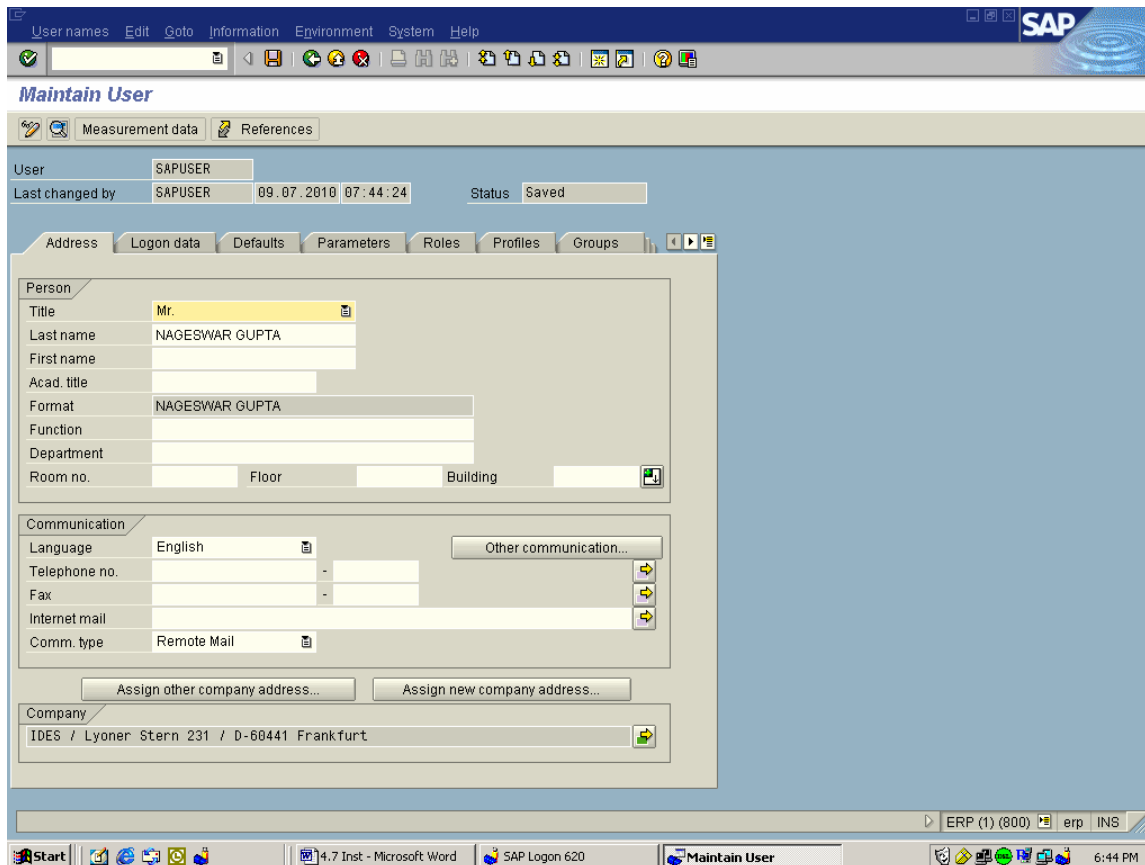 User names Edit Goto Information Environment System Help
SAP
Maintain User
Measurement data References
User SAPUSER
Last changed by SAPUSER 09.07.2010 07:44:24 Status Saved
Address Logon data Defaults Parameters Roles Profiles Groups
Person
Title Mr.
Last name NAGESWAR GUPTA
First name
Acad. title
Format NAGESWAR GUPTA
Function
Department
Room no. Floor Building
Communication
Language English Other communication...
Telephone no. -
Fax -
Internet mail
Comm. type Remote Mail
Assign other company address... Assign new company address...
Company
IDES / Lyoner Stern 231 / D-60441 Frankfurt
ERP (1) (800) erp INS
Start 4.7 Inst - Microsoft Word SAP Logon 620 Maintain User 6:44 PM